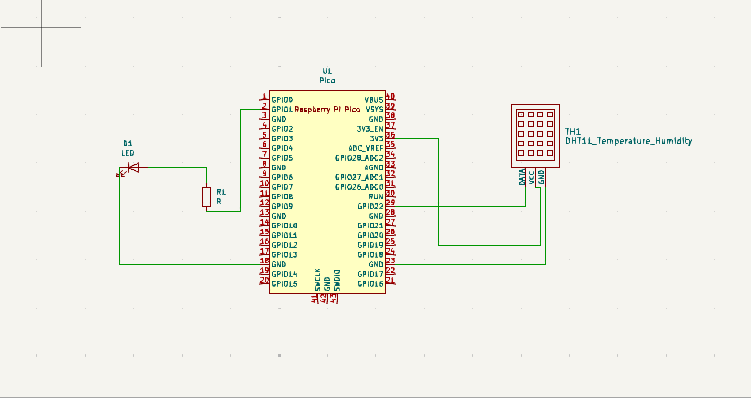 U1
Pico
Raspberry Pi Pico
1 GPIO0
2 GPIO1
3 GND
4 GPIO2
5 GPIO3
6 GPIO4
7 GPIO5
8 GND
9 GPIO6
10 GPIO7
11 GPIO8
12 GPIO9
13 GND
14 GPIO10
15 GPIO11
16 GPIO12
17 GPIO13
18 GND
19 GPIO14
20 GPIO15
VBUS 40
VSYS 39
GND 38
3V3_EN 37
3V3 36
ADC_VREF 35
GPIO28_ADC2 34
AGND 33
GPIO27_ADC1 32
GPIO26_ADC0 31
RUN 30
GPIO22 29
GND 28
GPIO21 27
GPIO20 26
GPIO19 25
GPIO18 24
GND 23
GPIO17 22
GPIO16 21
SWCLK 41
GND 42
SWDIO 43
D1
LED
K
R1
R
TH1
DHT11_Temperature_Humidity
DATA
VCC
GND